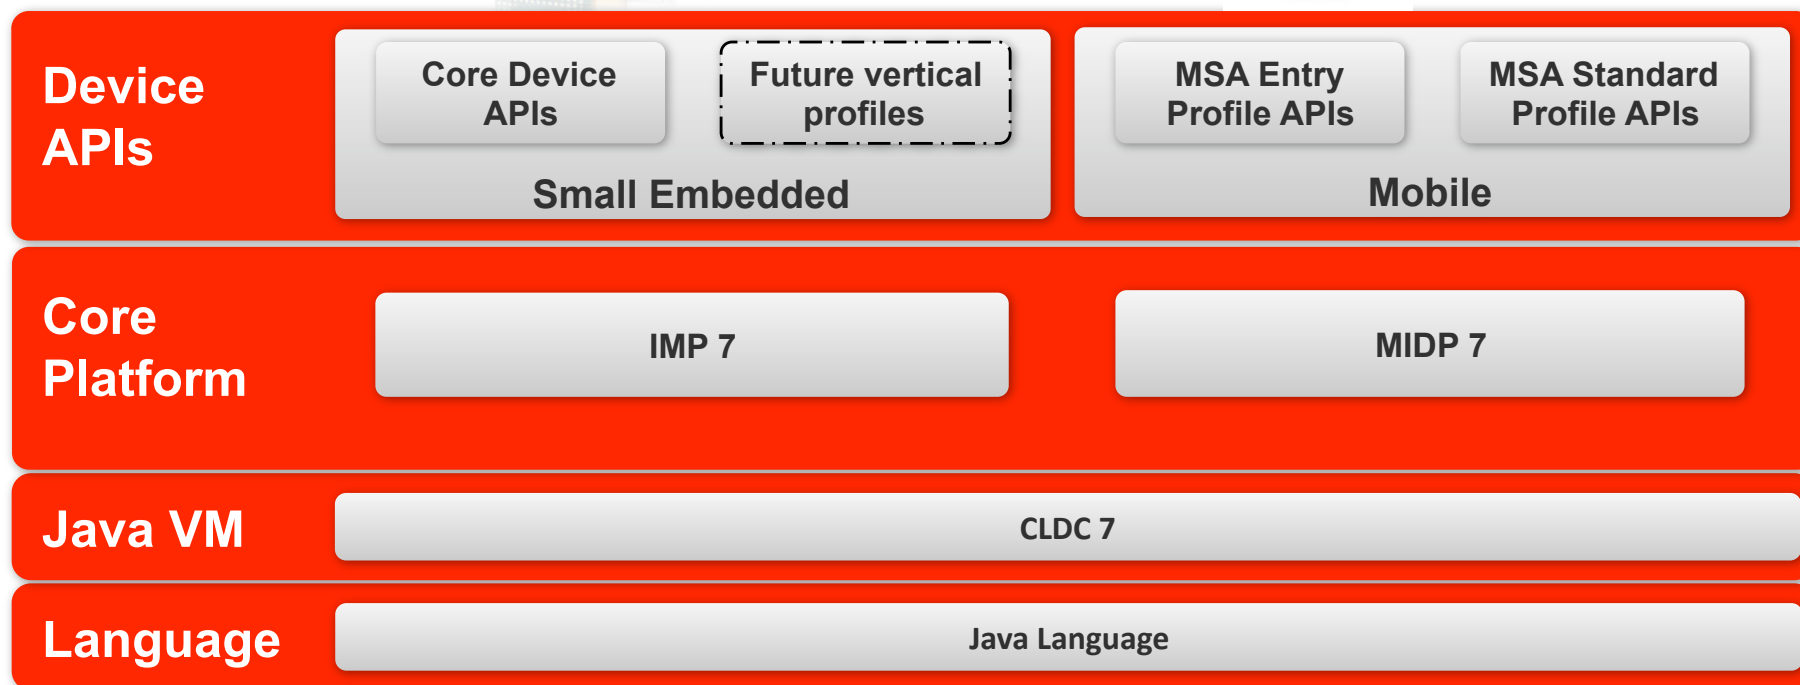 Device
APIs
Core Device
APIs
Future vertical
profiles
Small Embedded
MSA Entry
Profile APIs
MSA Standard
Profile APIs
Mobile
Core
Platform
IMP 7
MIDP 7
Java VM
CLDC 7
Language
Java Language